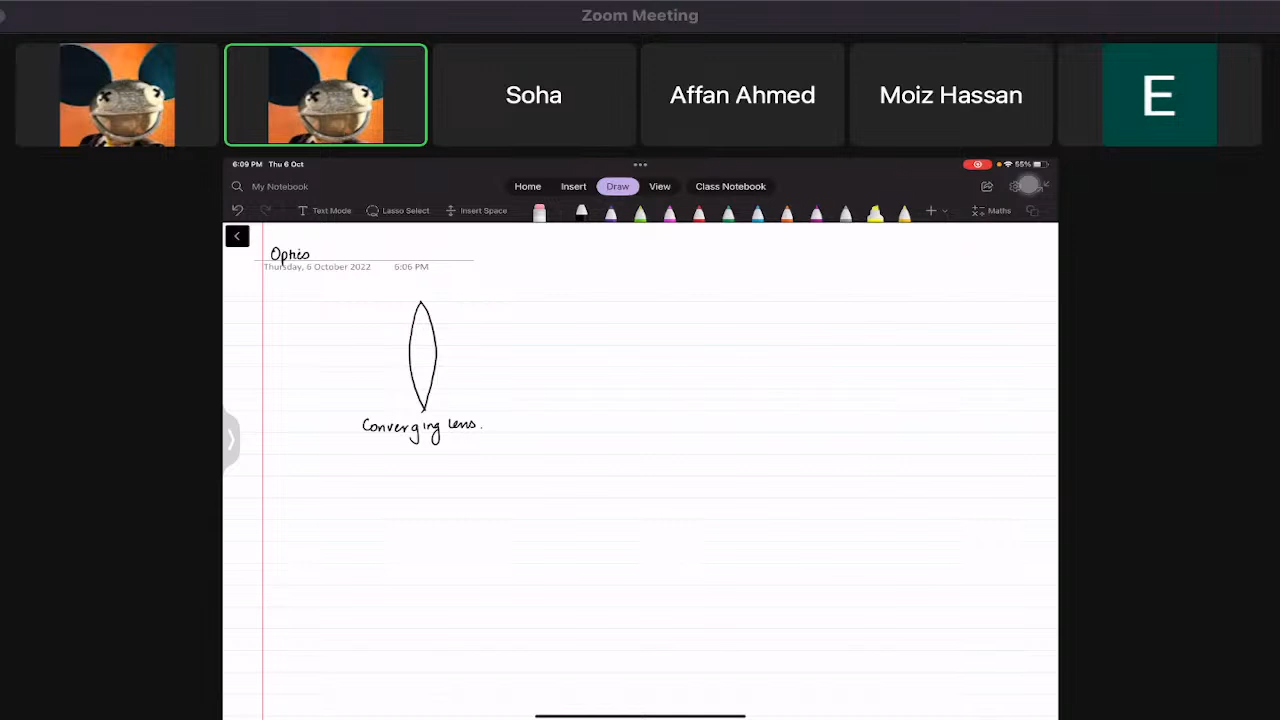 Zoom Meeting
Soha
Affan Ahmed
Moiz Hassan
E
6:09 PM Thu 6 Oct
55%
My Notebook
Home Insert Draw View Class Notebook
Text Mode Lasso Select Insert Space Maths
Optics
Thursday, 6 October 2022 6:06 PM
Converging lens.